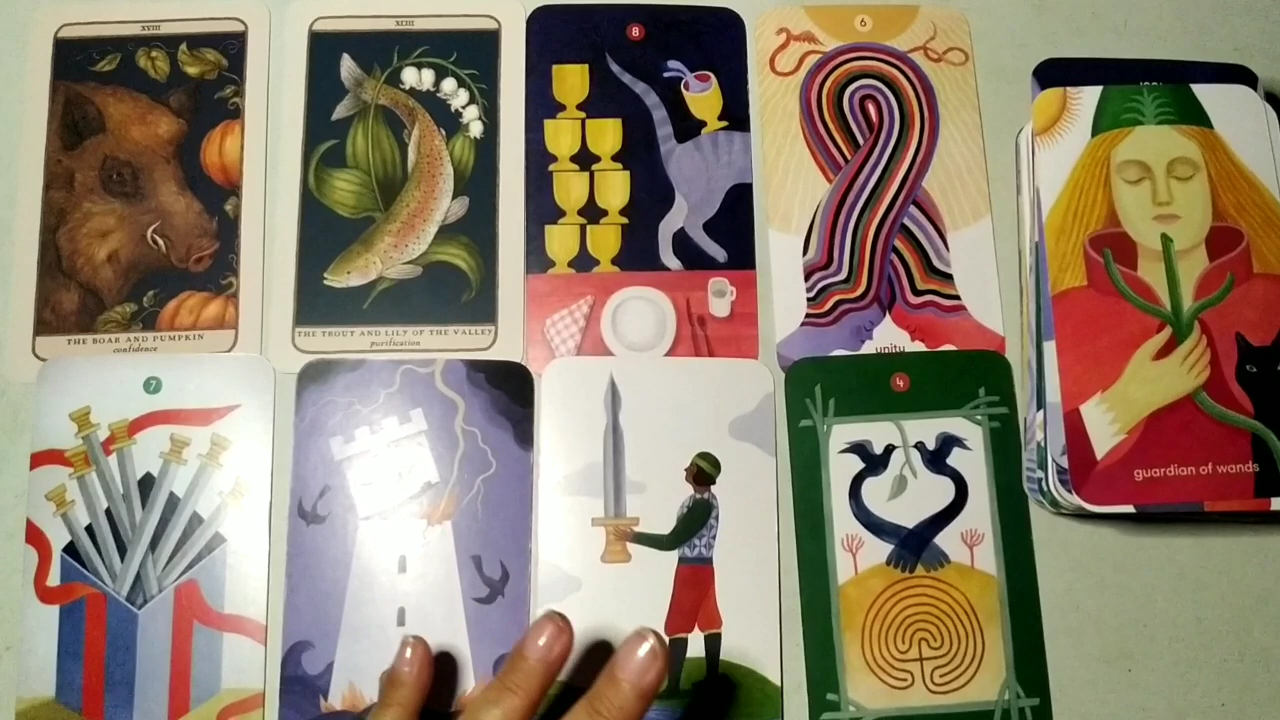 XVIII
THE BOAR AND PUMPKIN
confidence
XLIII
THE TROUT AND LILY OF THE VALLEY
purification
8
6
unity
guardian of wands
7
4